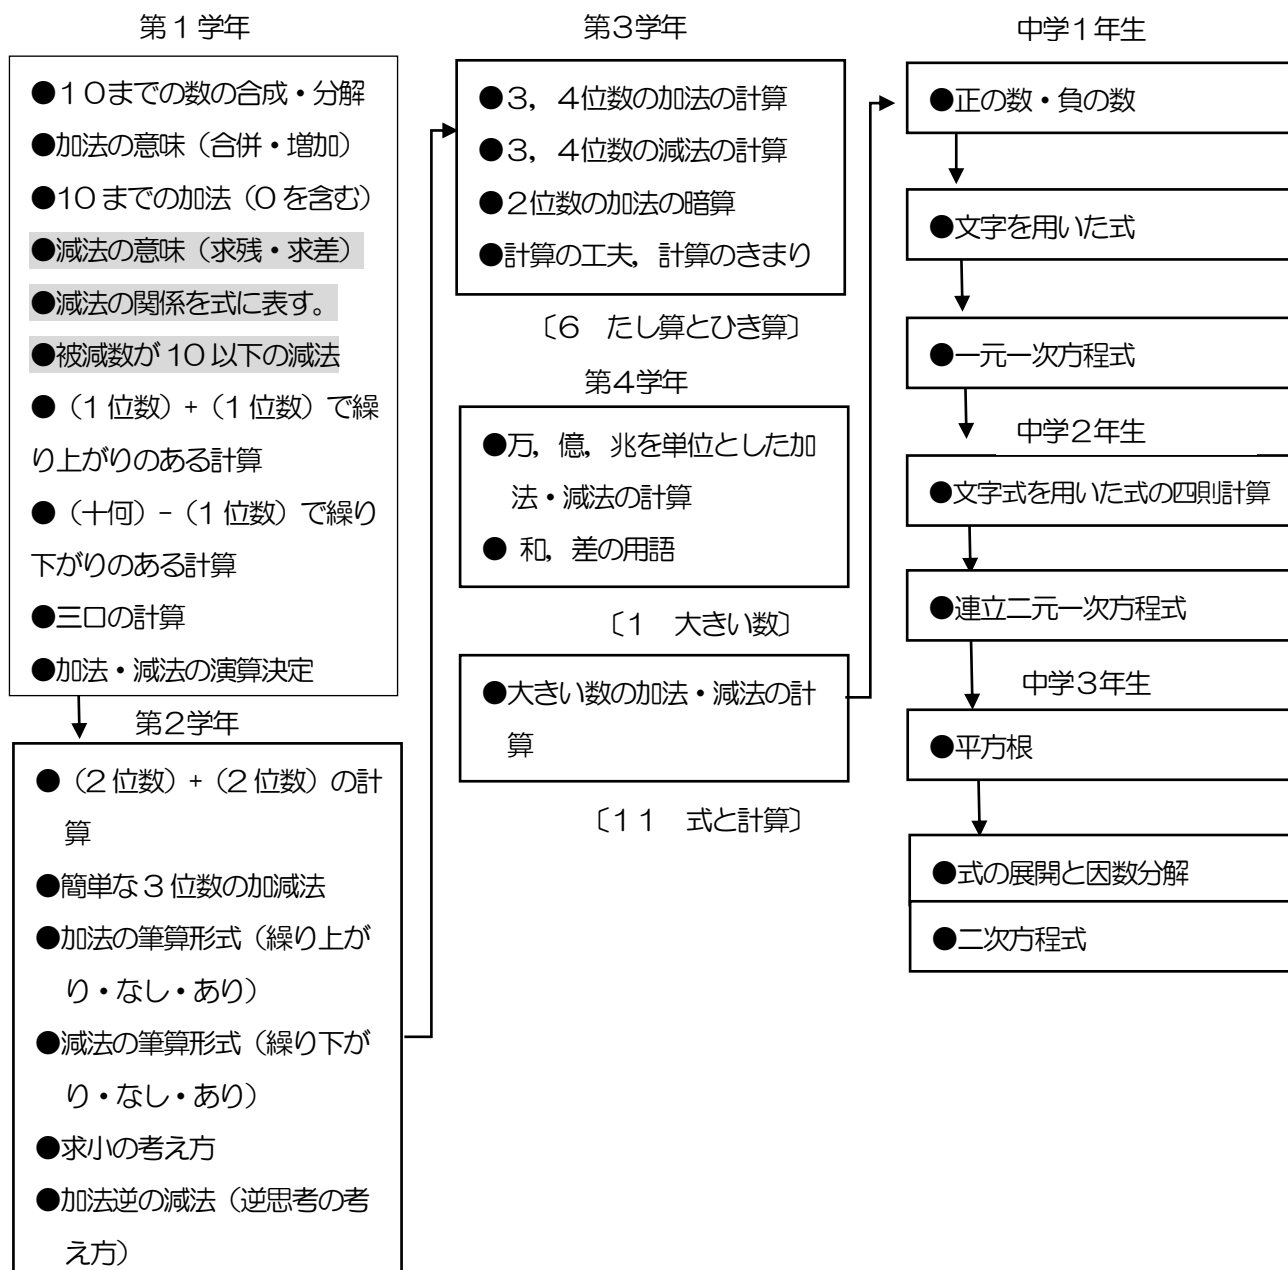 第１学年
●１０までの数の合成・分解
●加法の意味（合併・増加）
●10 までの加法（0 を含む）
●減法の意味（求残・求差）
●減法の関係を式に表す。
●被減数が 10 以下の減法
●（1 位数）+（1 位数）で繰
り上がりのある計算
●（十何）-（1 位数）で繰り
下がりのある計算
●三口の計算
●加法・減法の演算決定
第２学年
●（2 位数）+（2 位数）の計
算
●簡単な 3 位数の加減法
●加法の筆算形式（繰り上が
り・なし・あり）
●減法の筆算形式（繰り下が
り・なし・あり）
●求小の考え方
●加法逆の減法（逆思考の考
え方）
第３学年
●３，４位数の加法の計算
●３，４位数の減法の計算
●２位数の加法の暗算
●計算の工夫，計算のきまり
〔６　たし算とひき算〕
第４学年
●万，億，兆を単位とした加
法・減法の計算
● 和，差の用語
〔１　大きい数〕
●大きい数の加法・減法の計
算
〔１１　式と計算〕
中学１年生
●正の数・負の数
●文字を用いた式
●一元一次方程式
中学２年生
●文字式を用いた式の四則計算
●連立二元一次方程式
中学３年生
●平方根
●式の展開と因数分解
●二次方程式